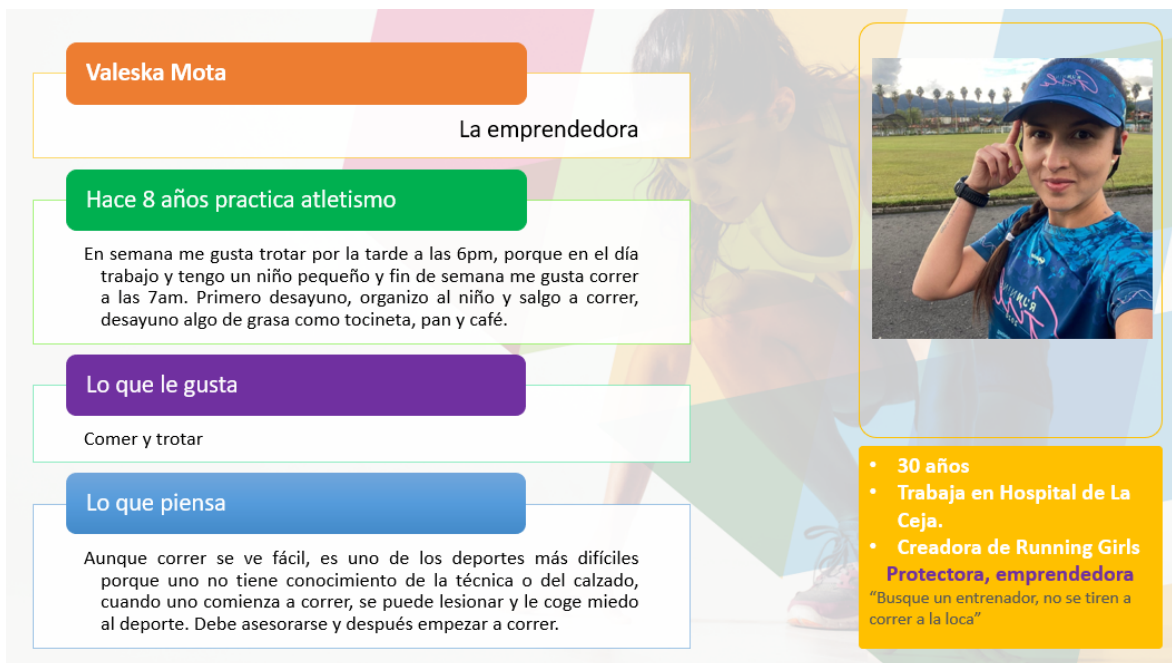 Valeska Mota
La emprendedora
Hace 8 años practica atletismo
En semana me gusta trotar por la tarde a las 6pm, porque en el día
trabajo y tengo un niño pequeño y fin de semana me gusta correr
a las 7am. Primero desayuno, organizo al niño y salgo a correr,
desayuno algo de grasa como tocineta, pan y café.
Lo que le gusta
Comer y trotar
Lo que piensa
Aunque correr se ve fácil, es uno de los deportes más difíciles
porque uno no tiene conocimiento de la técnica o del calzado,
cuando uno comienza a correr, se puede lesionar y le coge miedo
al deporte. Debe asesorarse y después empezar a correr.
• 30 años
• Trabaja en Hospital de La
Ceja.
• Creadora de Running Girls
Protectora, emprendedora
“Busque un entrenador, no se tiren a
correr a la loca”